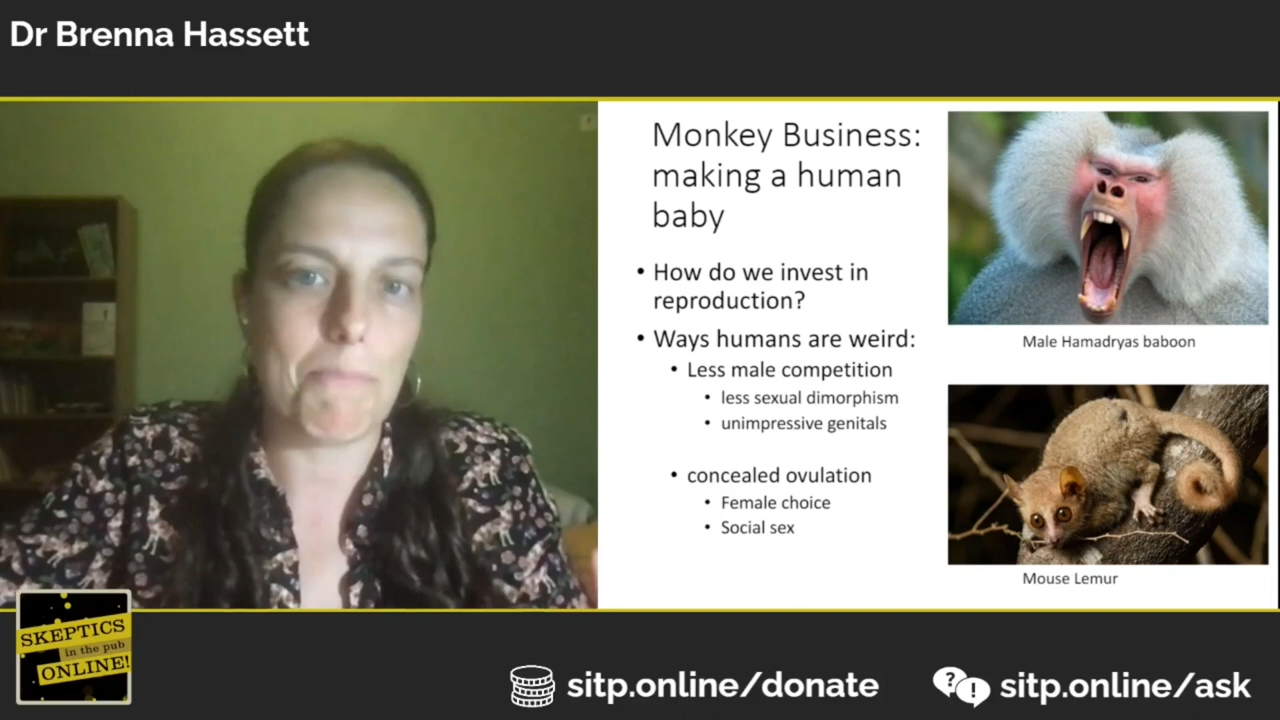 Dr Brenna Hassett
Monkey Business:
making a human
baby
• How do we invest in
reproduction?
• Ways humans are weird:
• Less male competition
• less sexual dimorphism
• unimpressive genitals
• concealed ovulation
• Female choice
• Social sex
Male Hamadryas baboon
Mouse Lemur
SKEPTICS
in the pub
ONLINE!
sitp.online/donate
sitp.online/ask